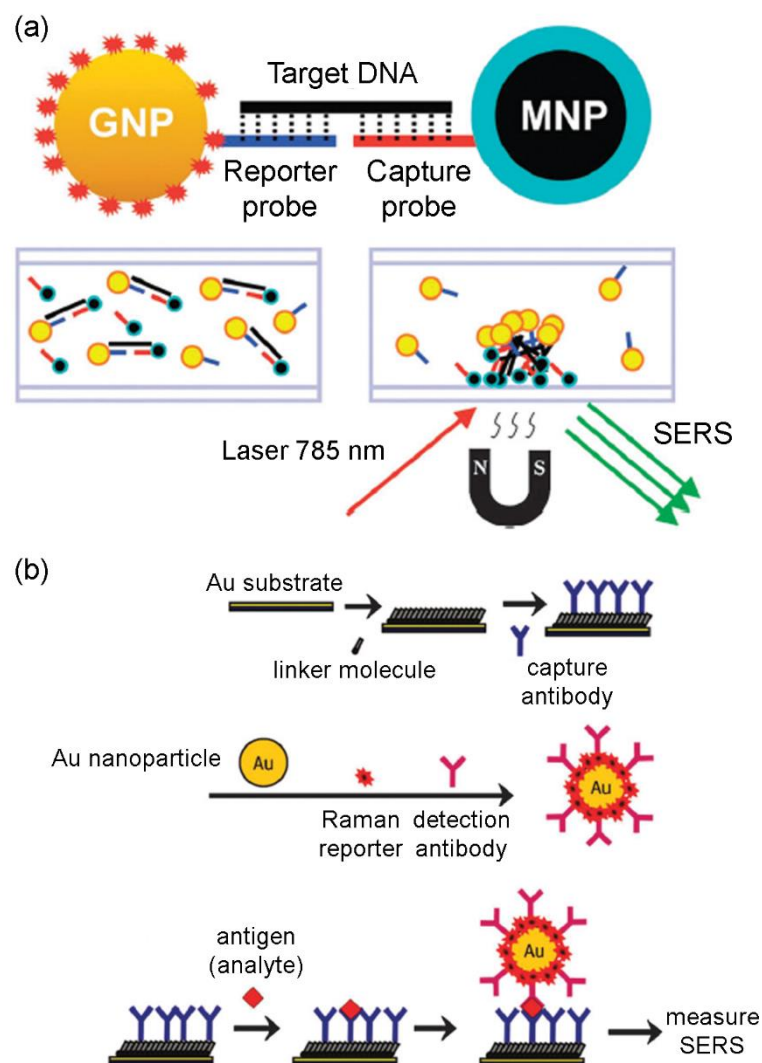 (a)
Target DNA
GNP
MNP
Reporter
probe
Capture
probe
Laser 785 nm
N S
SERS
(b)
Au substrate
linker molecule
capture
antibody
Au nanoparticle
Au
Raman
reporter
detection
antibody
Au
antigen
(analyte)
Au
measure
SERS